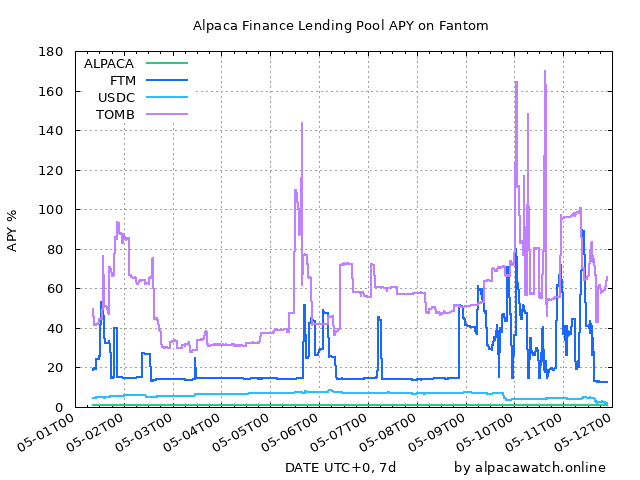 Alpaca Finance Lending Pool APY on Fantom
180
160
140
120
100
80
60
40
20
0
APY %
ALPACA
FTM
USDC
TOMB
05-01T00
05-02T00
05-03T00
05-04T00
05-05T00
05-06T00
05-07T00
05-08T00
05-09T00
05-10T00
05-11T00
05-12T00
DATE UTC+0, 7d
by alpacawatch.online